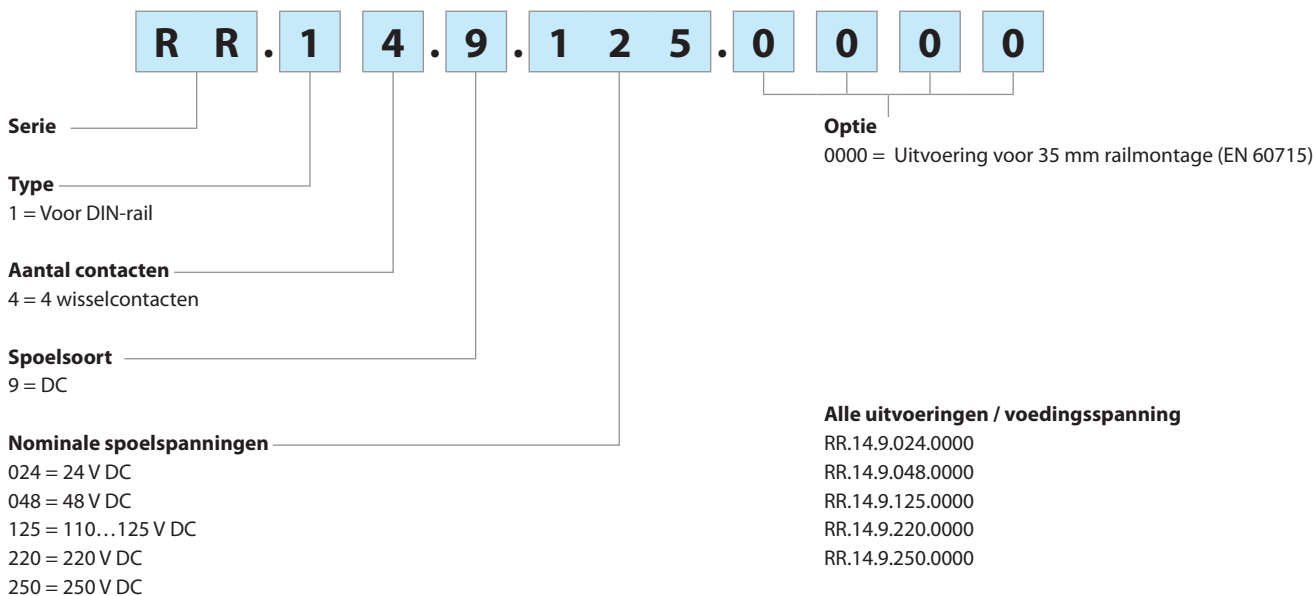 R R . 1 4 . 9 . 1 2 5 . 0 0 0 0
Serie
Type
1 = Voor DIN-rail
Aantal contacten
4 = 4 wisselcontacten
Spoelsoort
9 = DC
Nominale spoelspanningen
024 = 24 V DC
048 = 48 V DC
125 = 110…125 V DC
220 = 220 V DC
250 = 250 V DC
Optie
0000 = Uitvoering voor 35 mm railmontage (EN 60715)
Alle uitvoeringen / voedingsspanning
RR.14.9.024.0000
RR.14.9.048.0000
RR.14.9.125.0000
RR.14.9.220.0000
RR.14.9.250.0000